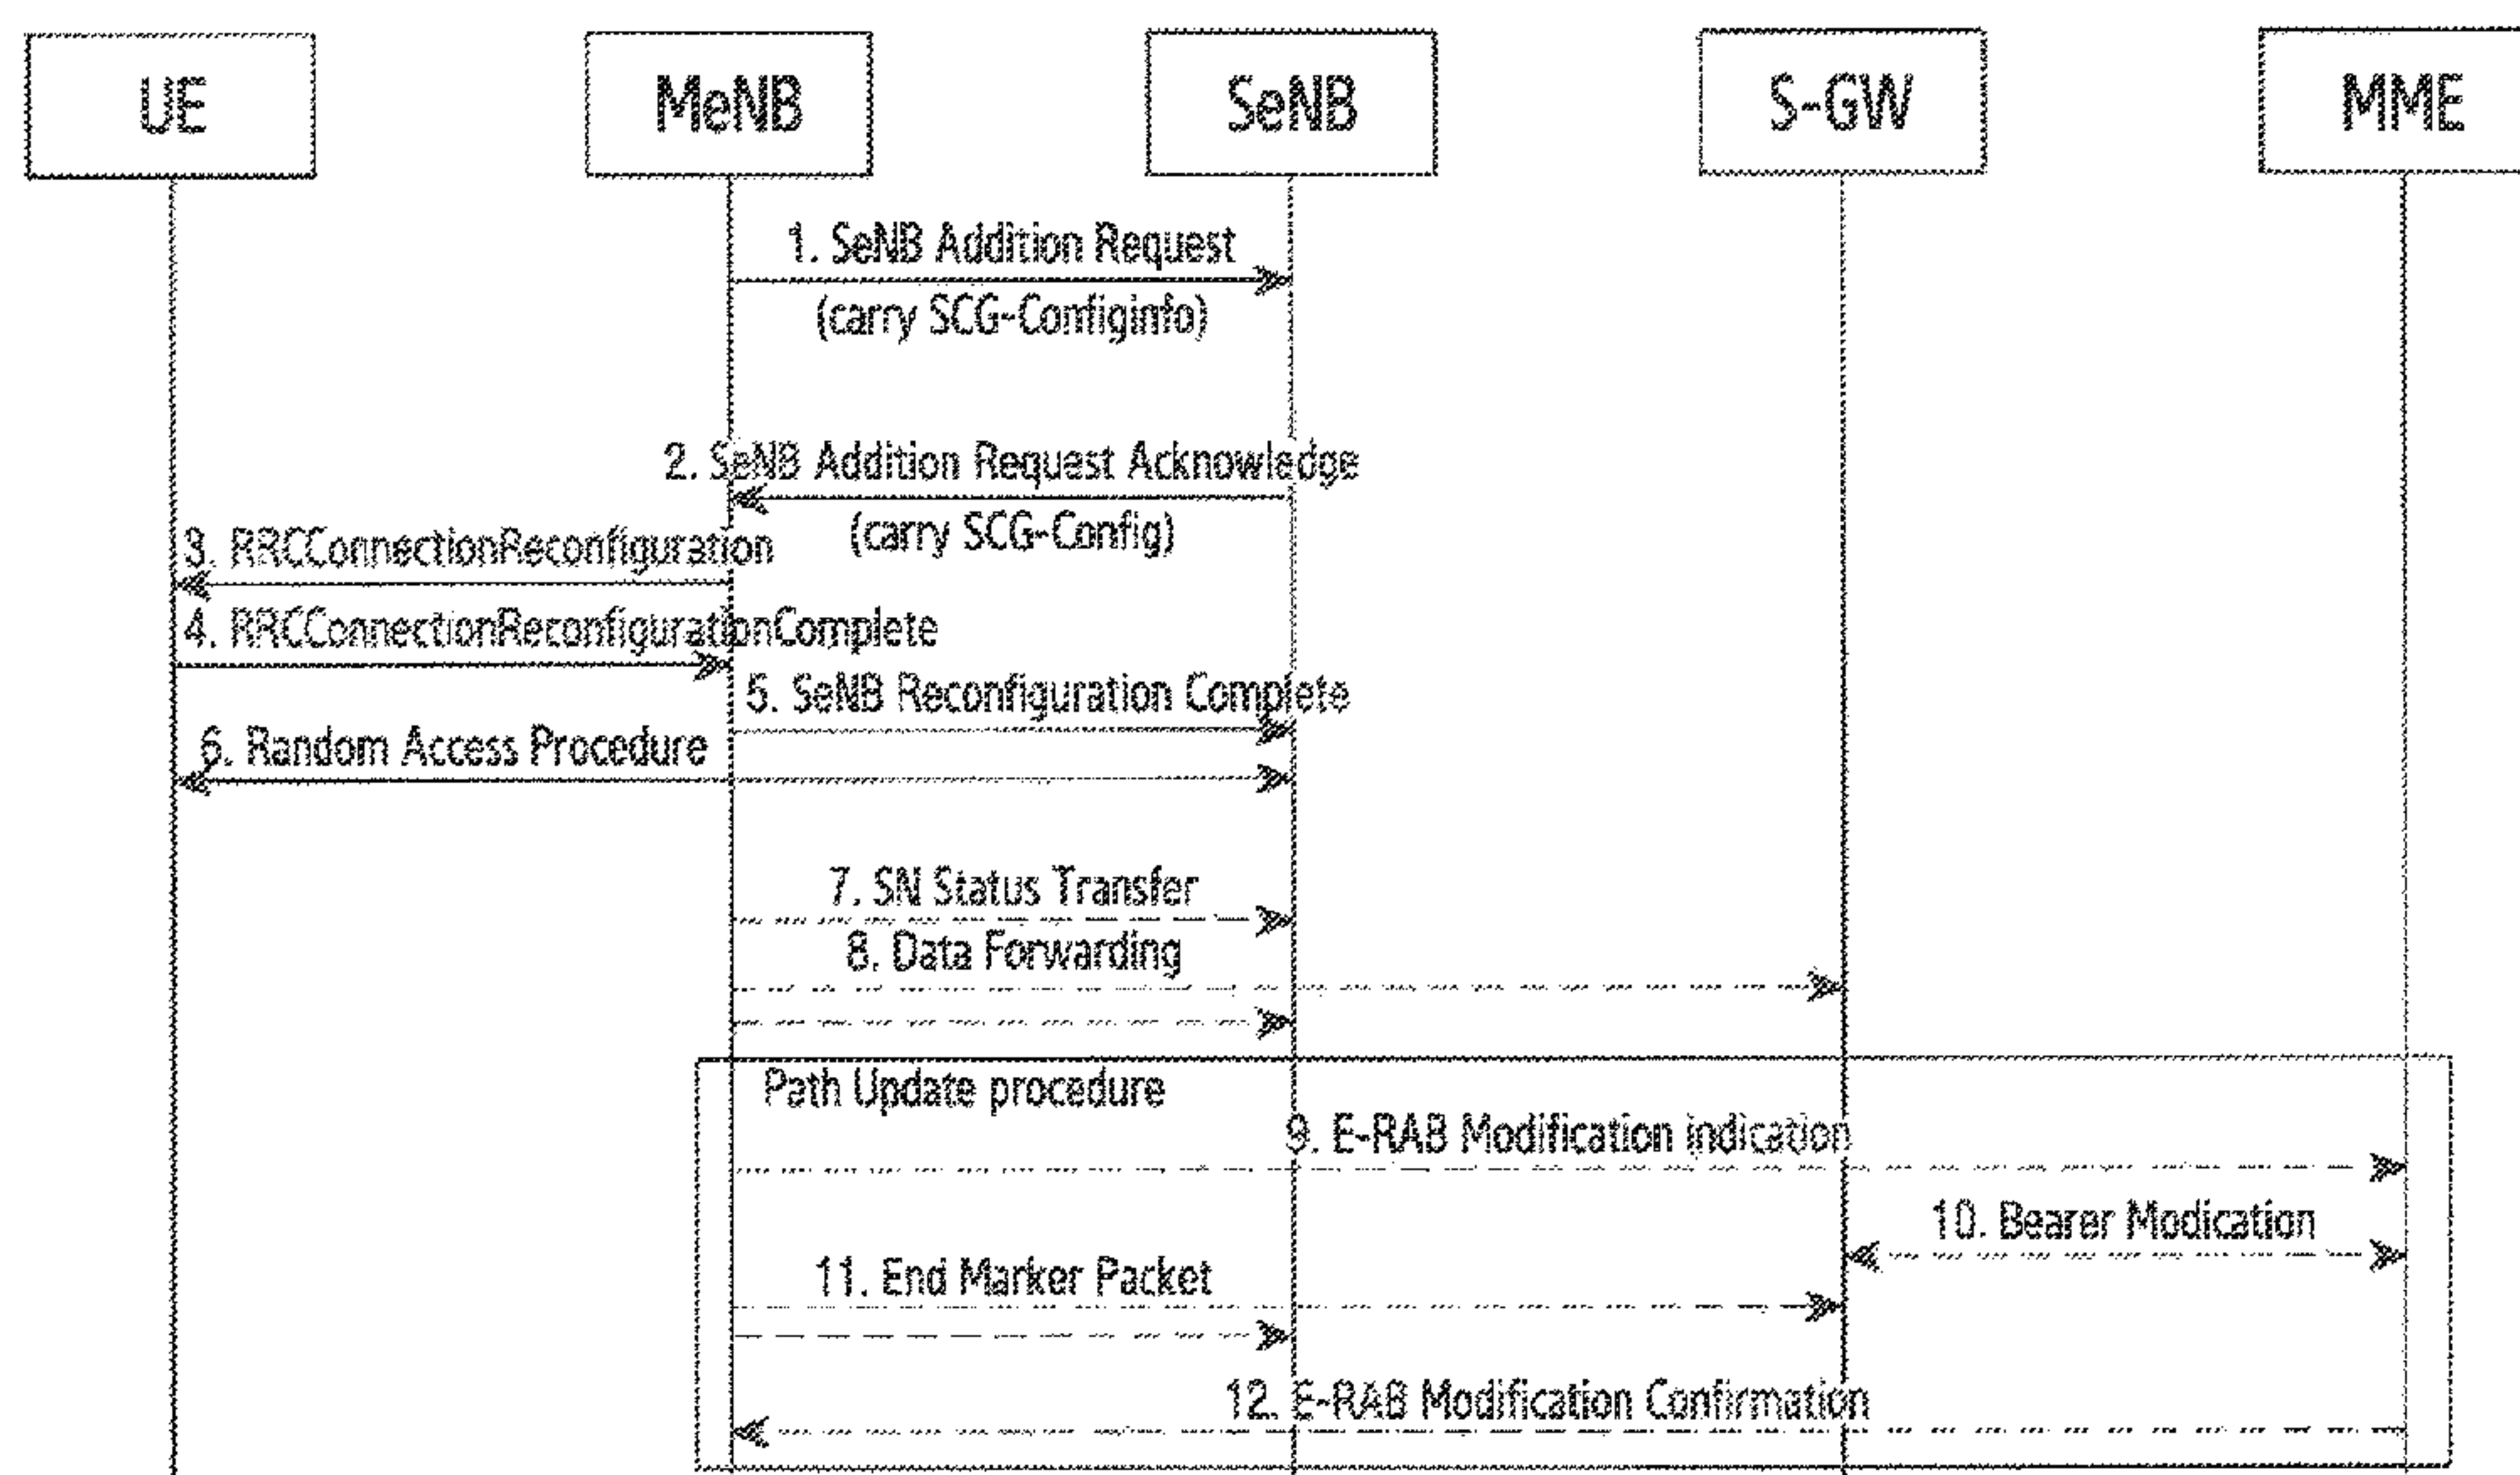 UE
MeNB
SeNB
S-GW
MME
1. SeNB Addition Request
(carry SCG-Configinfo)
2. SeNB Addition Request Acknowledge
(carry SCG-Config)
3. RRCConnectionReconfiguration
4. RRCConnectionReconfigurationComplete
5. SeNB Reconfiguration Complete
6. Random Access Procedure
7. SN Status Transfer
8. Data Forwarding
Path Update procedure
9. E-RAB Modification indication
10. Bearer Modication
11. End Marker Packet
12. E-RAB Modification Confirmation